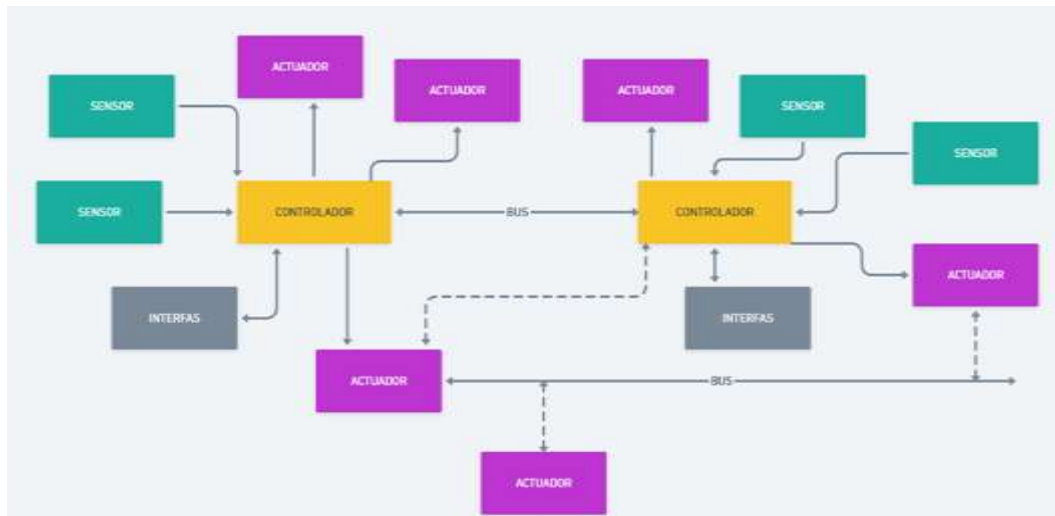 ACTUADOR
ACTUADOR
ACTUADOR
SENSOR
SENSOR
SENSOR
SENSOR
CONTROLADOR
BUS
CONTROLADOR
ACTUADOR
INTERFAS
INTERFAS
ACTUADOR
BUS
ACTUADOR